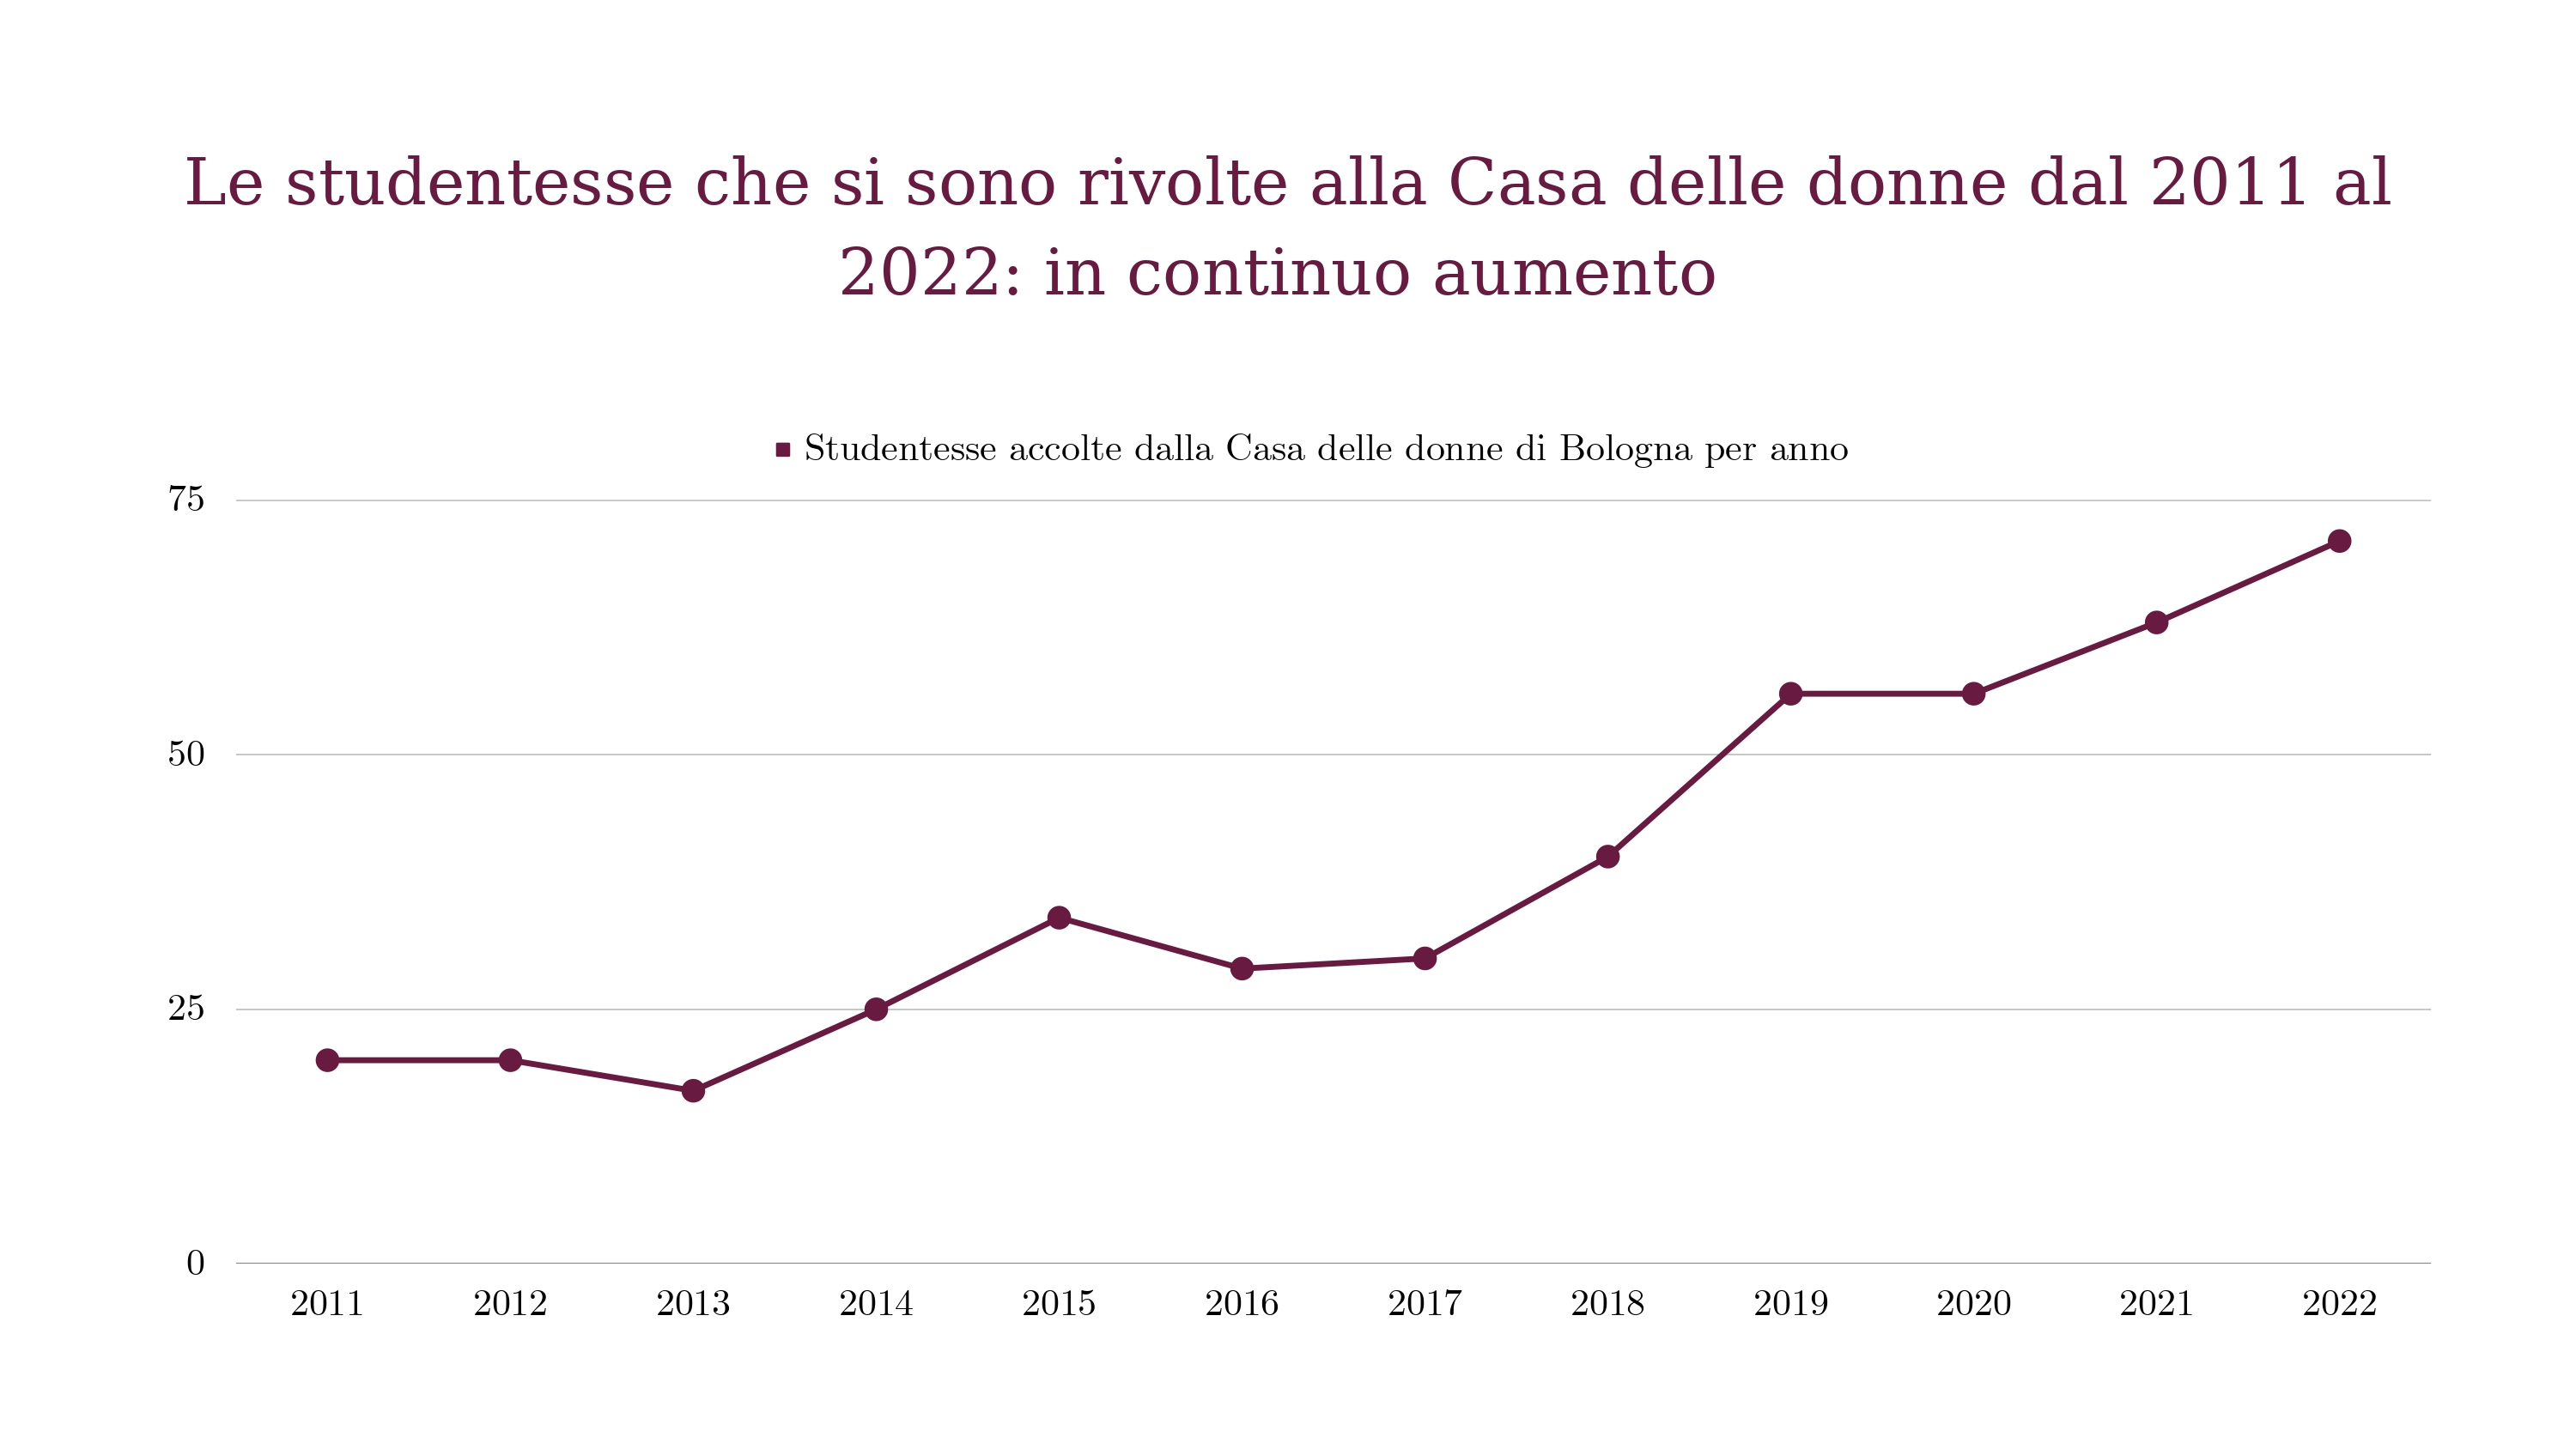 Le studentesse che si sono rivolte alla Casa delle donne dal 2011 al
2022: in continuo aumento
Studentesse accolte dalla Casa delle donne di Bologna per anno
75
50
25
0
2011 2012 2013 2014 2015 2016 2017 2018 2019 2020 2021 2022